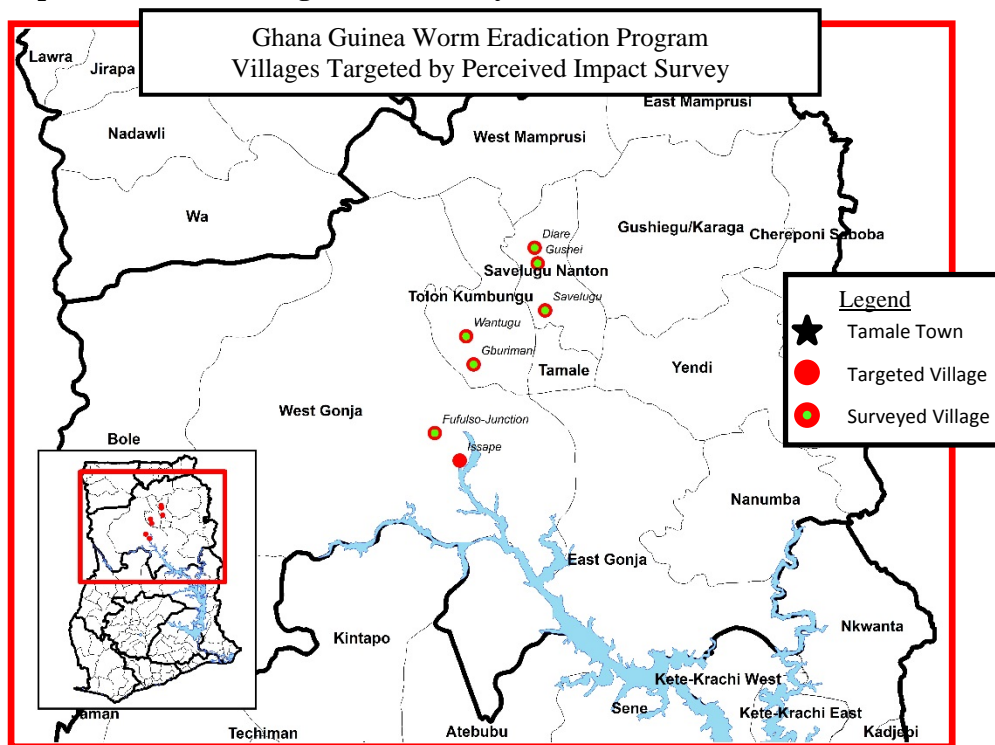 Ghana Guinea Worm Eradication Program
Villages Targeted by Perceived Impact Survey
Lawra
Jirapa
East Mamprusi
Nadawli
West Mamprusi
Wa
Gushiegu/Karaga
Chereponi Saboba
Diare
Gushei
Savelugu Nanton
Tolon Kumbungu
Savelugu
Wantugu
Gburimani
Tamale
Yendi
West Gonja
Fufulso-Junction
Bole
Issape
Nanumba
East Gonja
Kintapo
Nkwanta
Kete-Krachi West
Sene
Kete-Krachi East
Jaman
Techiman
Atebubu
Kadjebi
Legend
Tamale Town
Targeted Village
Surveyed Village